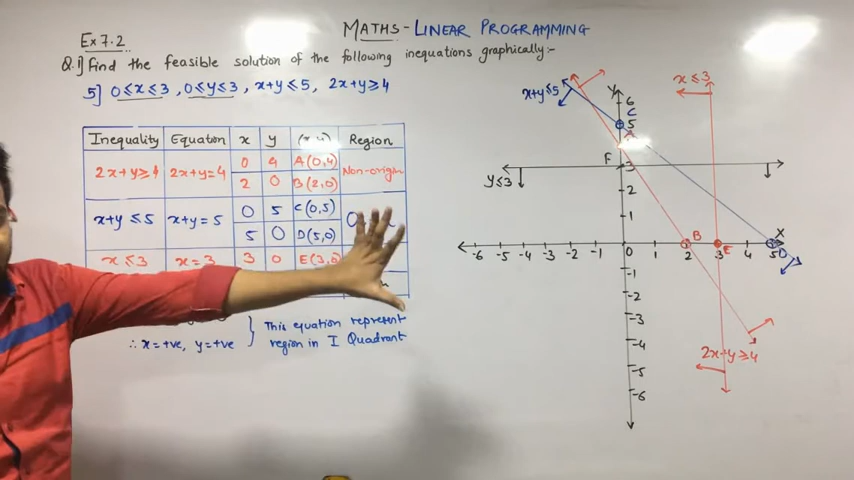 MATHS - LINEAR PROGRAMMING
Ex 7.2
Q.1] Find the feasible solution of the following inequations graphically:-
5] 0≤x≤3 , 0≤y≤3 , x+y≤5 , 2x+y≥4
Inequality Equation x y Region
2x+y≥4 2x+y=4 0 4 A(0,4) Non-origin
2 0 B(2,0)
x+y≤5 x+y=5 0 5 C(0,5)
5 0 D(5,0)
x≤3 x=3 3 0 E(3,0)
∴ x=+ve, y=+ve } This equation represent
region in I Quadrant
x+y≤5
x≤3
y≤3
2x+y≥4
Y
6
C
5
A
F
3
2
1
X
-6 -5 -4 -3 -2 -1 0 1 2 3 4 5
B
E
D
-1
-2
-3
-4
-5
-6